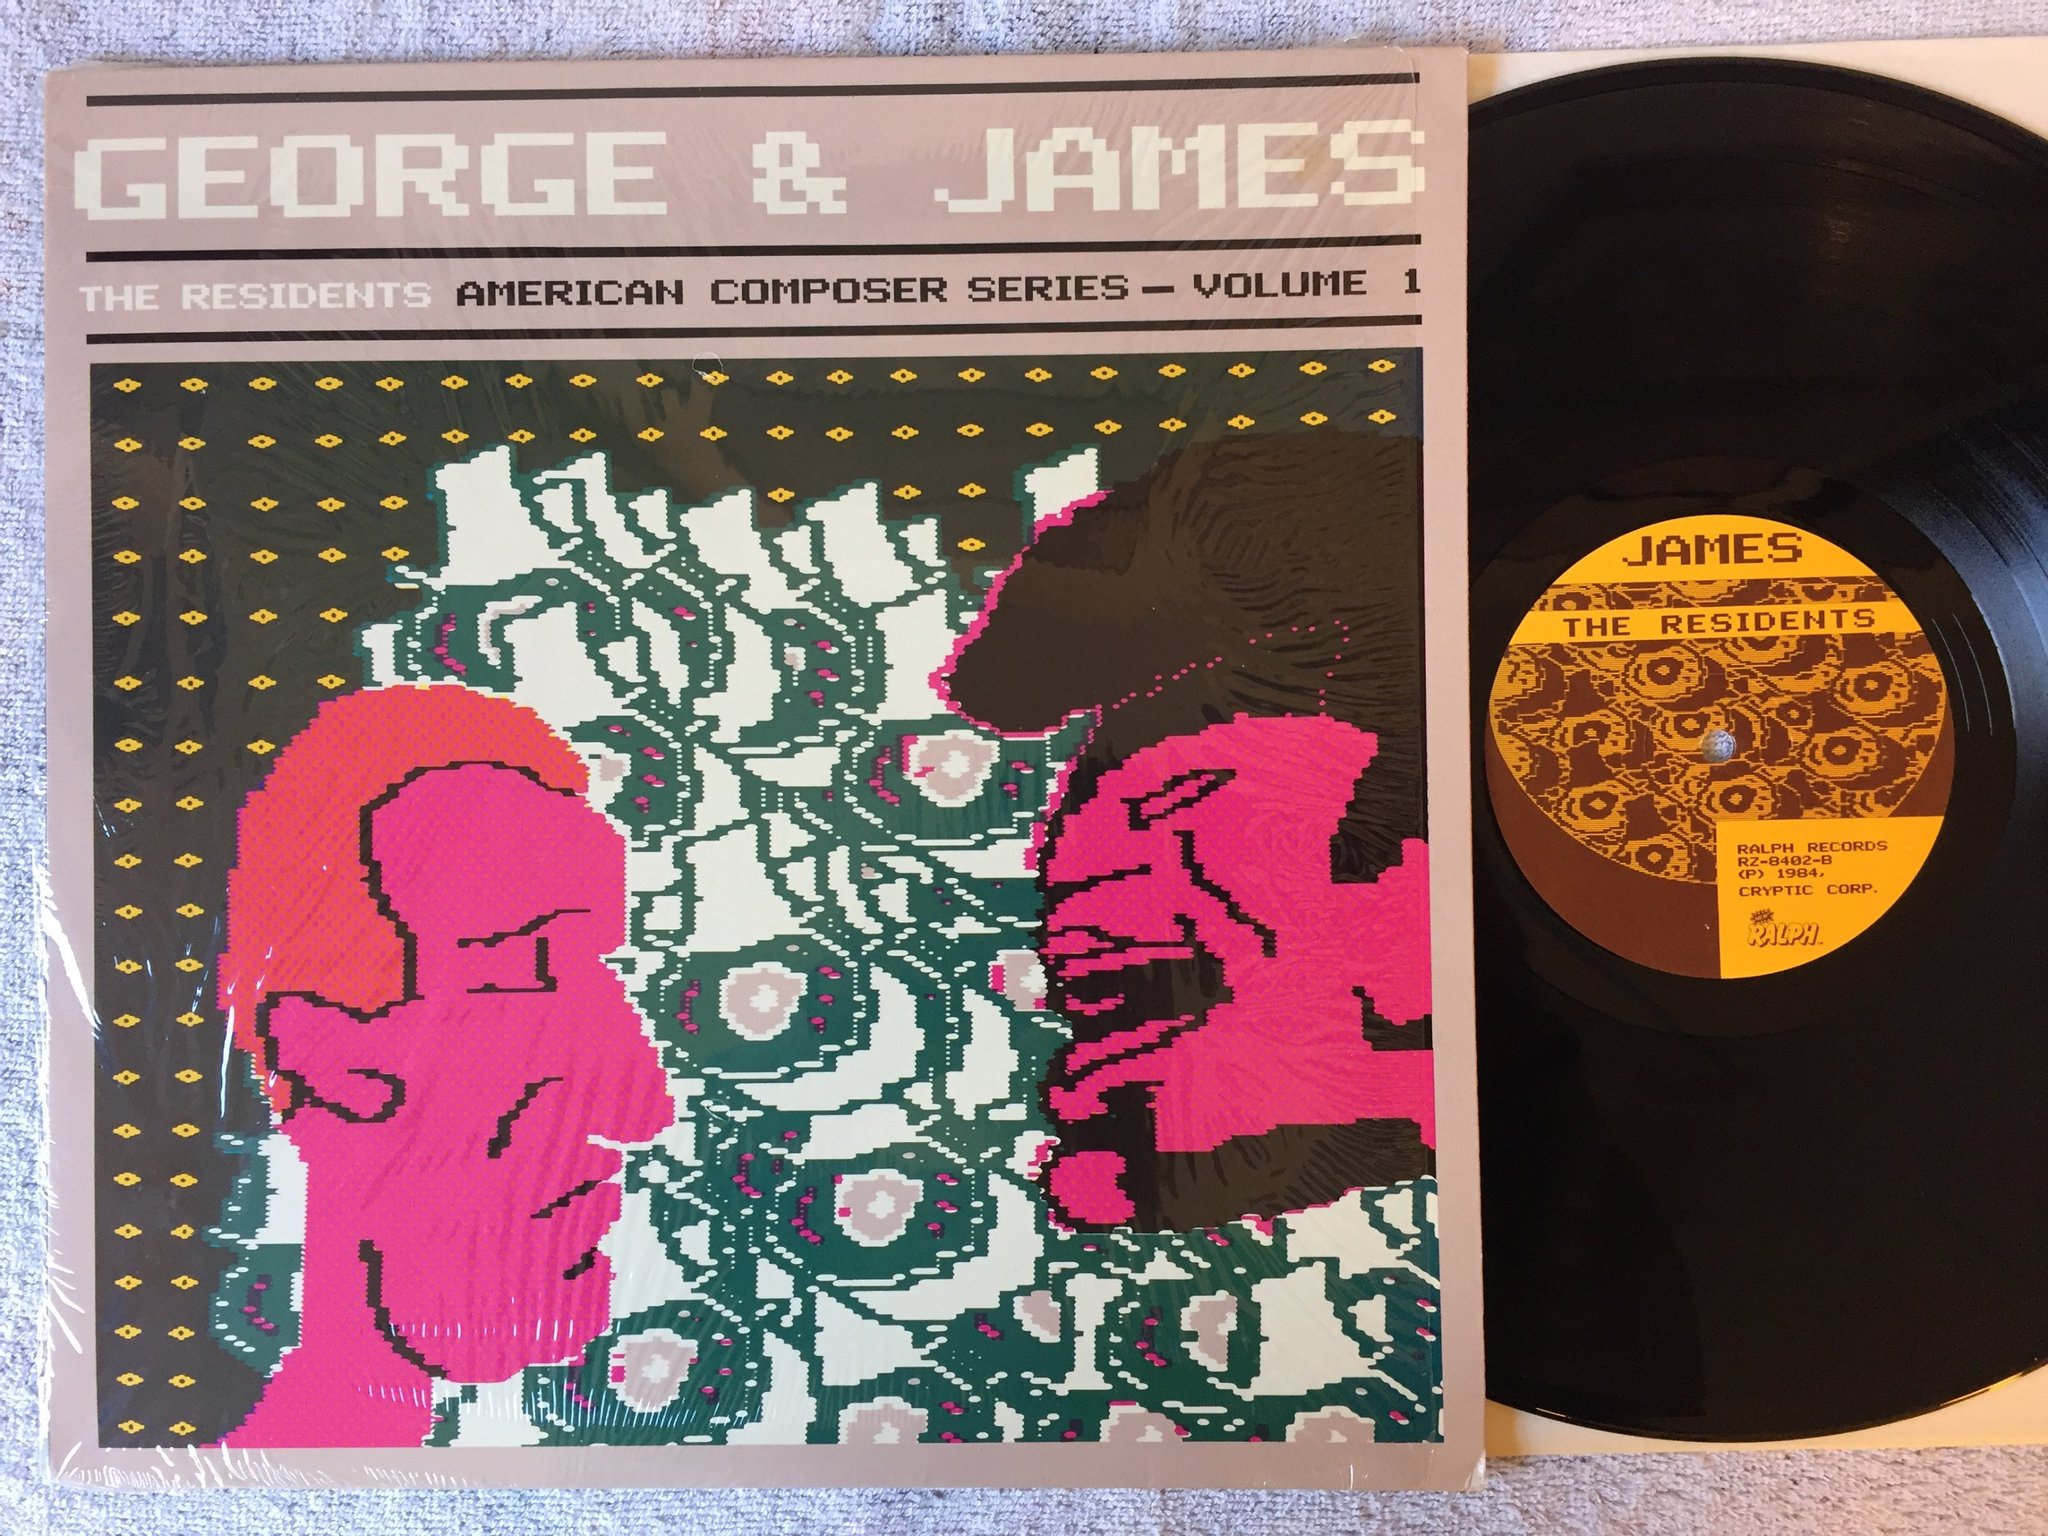 GEORGE & JAMES
THE RESIDENTS AMERICAN COMPOSER SERIES — VOLUME 1
JAMES
THE RESIDENTS
RALPH RECORDS
RZ-8402-B
(P) 1984,
CRYPTIC CORP.
RALPH